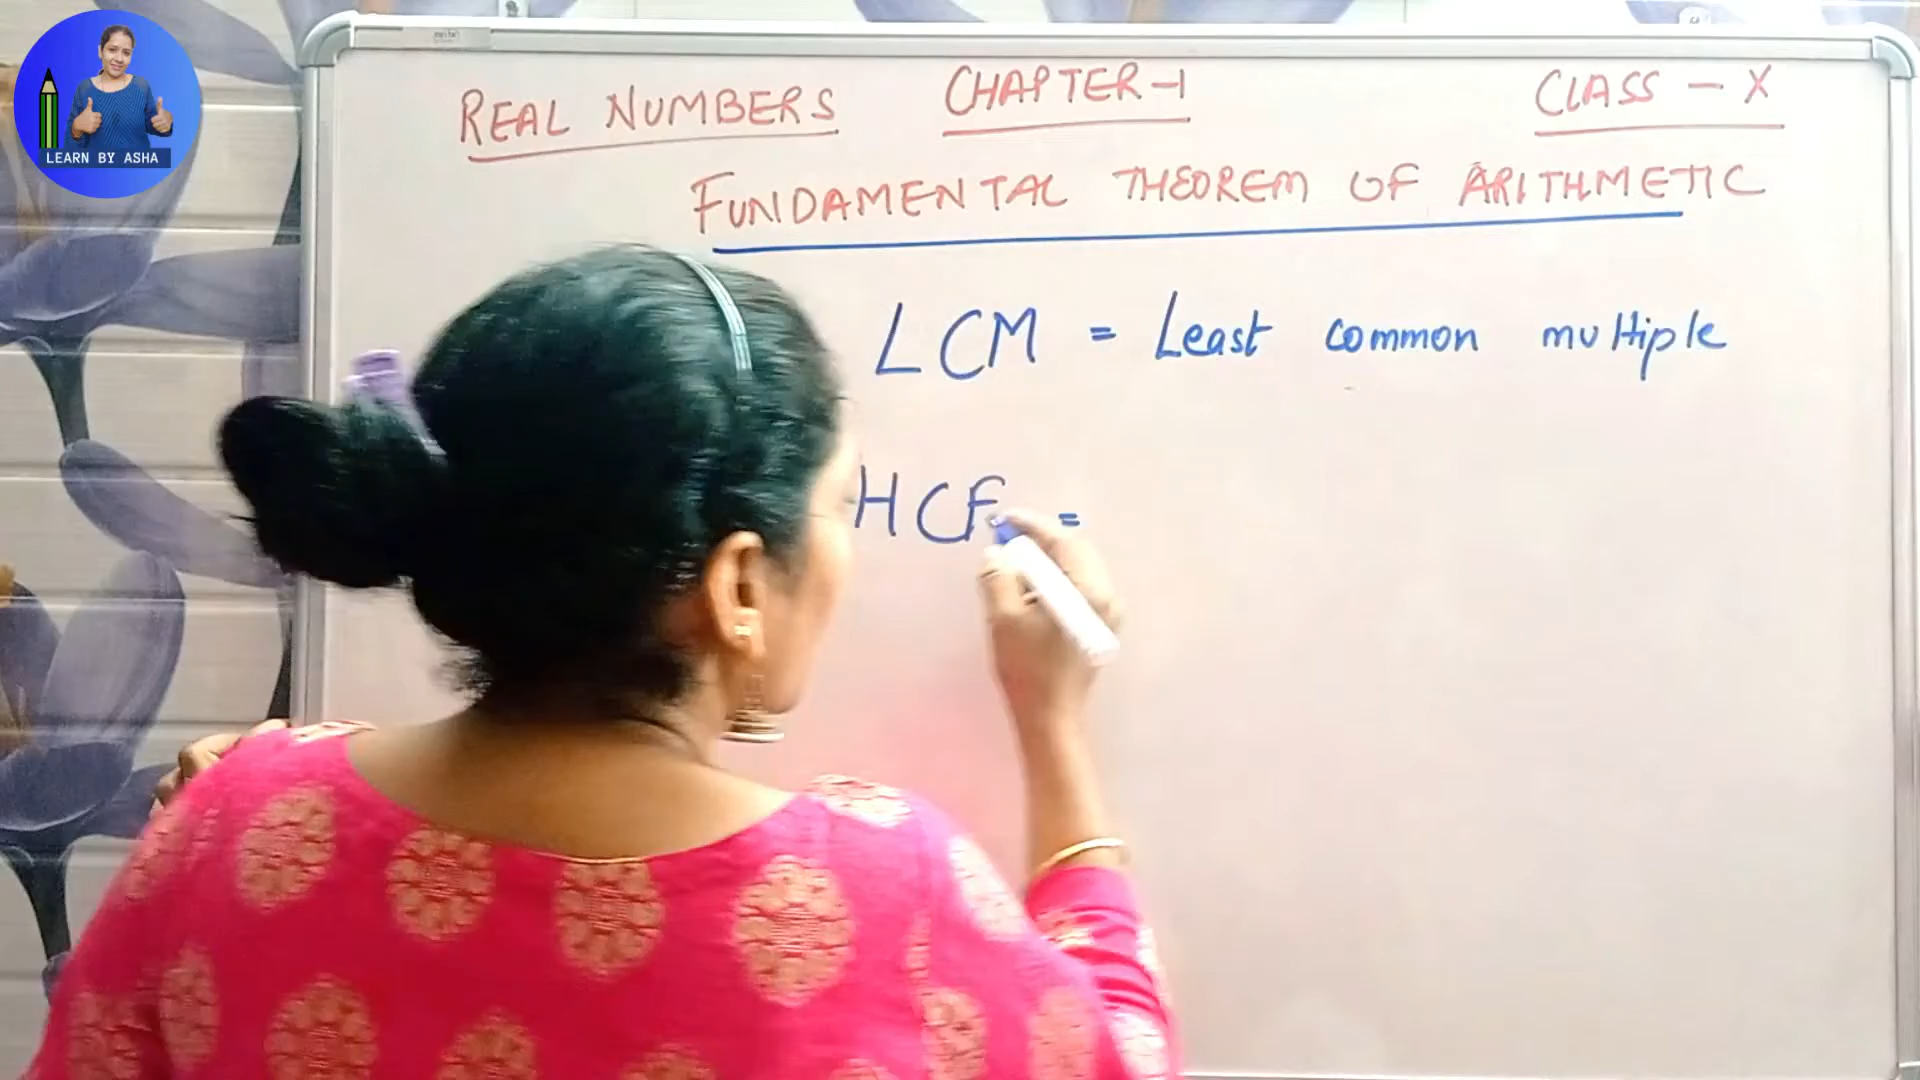 LEARN BY ASHA
REAL NUMBERS CHAPTER-1 CLASS - X
FUNDAMENTAL THEOREM OF ARITHMETIC
LCM = Least common multiple
HCF =